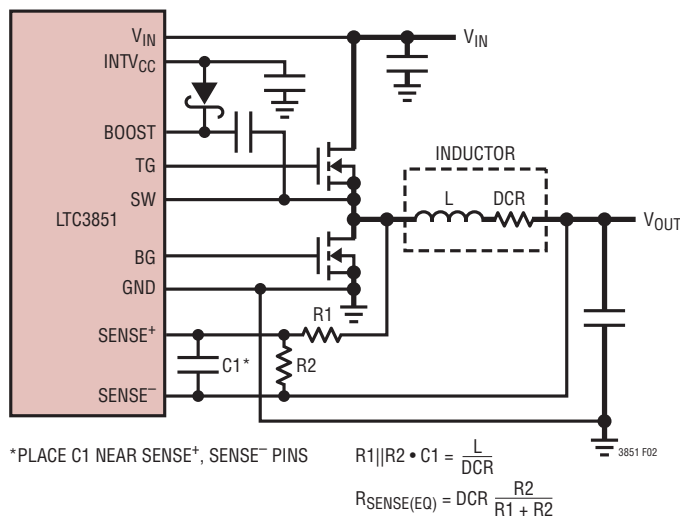 V_IN
INTV_CC
BOOST
TG
SW
LTC3851
BG
GND
SENSE⁺
SENSE⁻
V_IN
INDUCTOR
L
DCR
V_OUT
R1
C1*
R2
3851 F02
*PLACE C1 NEAR SENSE⁺, SENSE⁻ PINS
R1||R2 • C1 = L/DCR
R_SENSE(EQ) = DCR R2/(R1 + R2)